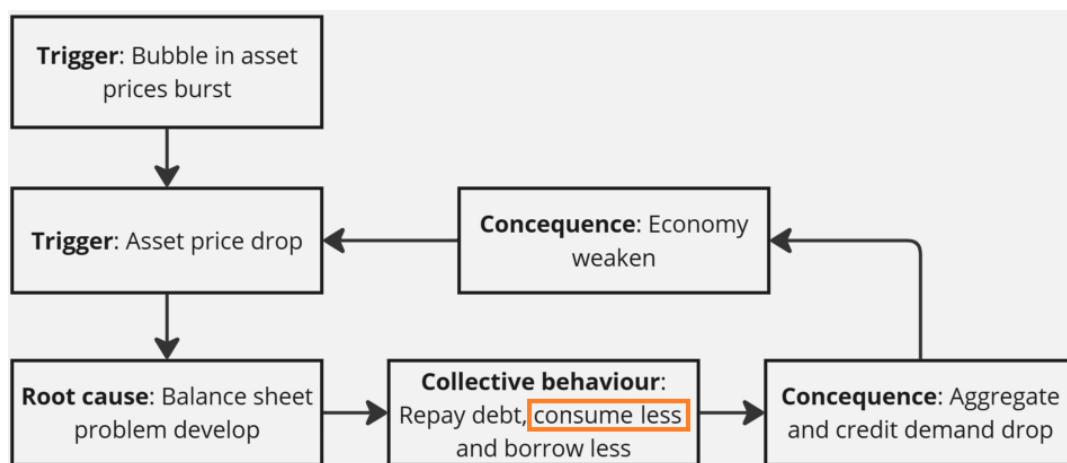 Trigger: Bubble in asset
prices burst
Trigger: Asset price drop
Concequence: Economy
weaken
Root cause: Balance sheet
problem develop
Collective behaviour:
Repay debt, consume less
and borrow less
Concequence: Aggregate
and credit demand drop